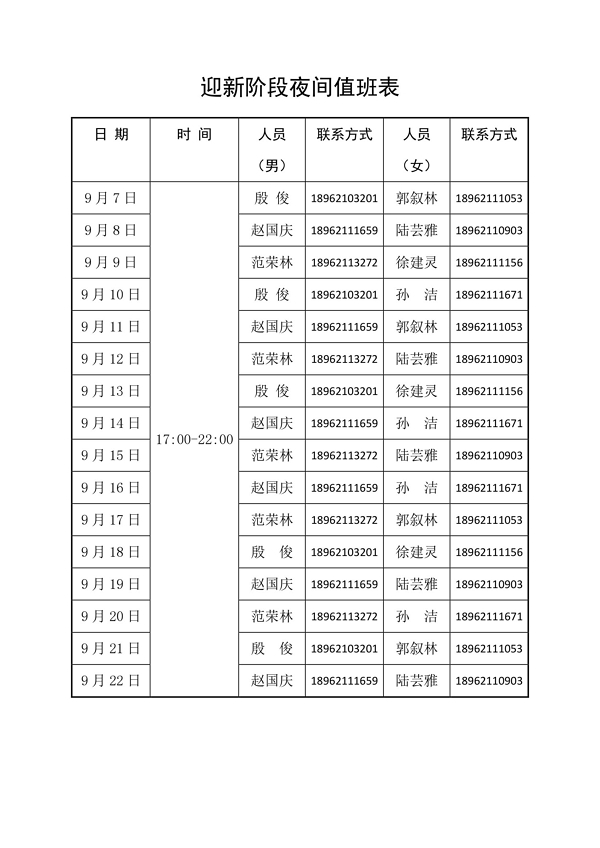 迎新阶段夜间值班表
日 期 时 间 人员（男） 联系方式 人员（女） 联系方式
9月7日 17:00-22:00 殷 俊 18962103201 郭叙林 18962111053
9月8日 赵国庆 18962111659 陆芸雅 18962110903
9月9日 范荣林 18962113272 徐建灵 18962111156
9月10日 殷 俊 18962103201 孙 洁 18962111671
9月11日 赵国庆 18962111659 郭叙林 18962111053
9月12日 范荣林 18962113272 陆芸雅 18962110903
9月13日 殷 俊 18962103201 徐建灵 18962111156
9月14日 赵国庆 18962111659 孙 洁 18962111671
9月15日 范荣林 18962113272 陆芸雅 18962110903
9月16日 赵国庆 18962111659 孙 洁 18962111671
9月17日 范荣林 18962113272 郭叙林 18962111053
9月18日 殷 俊 18962103201 徐建灵 18962111156
9月19日 赵国庆 18962111659 陆芸雅 18962110903
9月20日 范荣林 18962113272 孙 洁 18962111671
9月21日 殷 俊 18962103201 郭叙林 18962111053
9月22日 赵国庆 18962111659 陆芸雅 18962110903